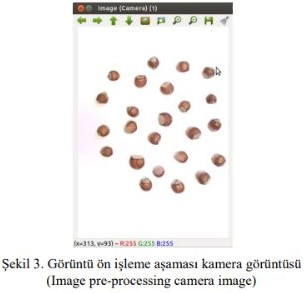 Image (Camera) (1)
(x=313, y=93) ~ R:255 G:255 B:255
Şekil 3. Görüntü ön işleme aşaması kamera görüntüsü
(Image pre-processing camera image)